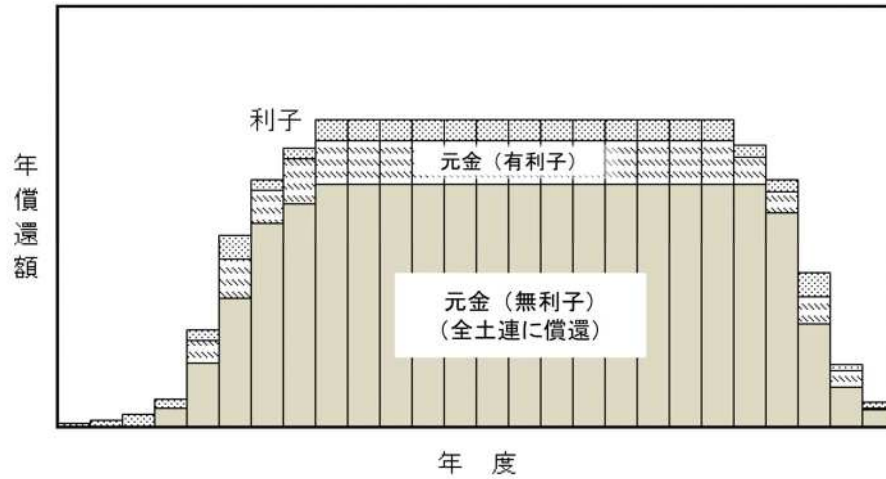 利子
元金（有利子）
年償還額
元金（無利子）
（全土連に償還）
年 度